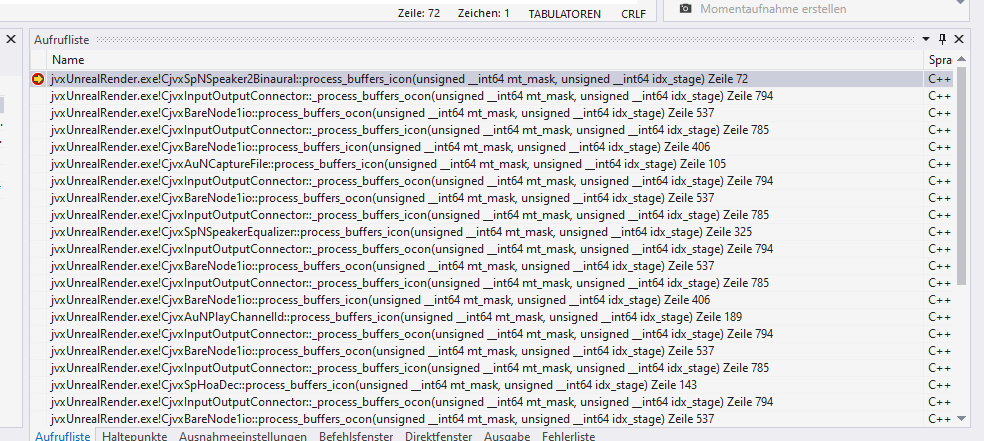 Zeile: 72 Zeichen: 1 TABULATOREN CRLF
Momentaufnahme erstellen
Aufrufliste
Name Spra
jvxUnrealRender.exe!CjvxSpNSpeaker2Binaural::process_buffers_icon(unsigned __int64 mt_mask, unsigned __int64 idx_stage) Zeile 72 C++
jvxUnrealRender.exe!CjvxInputOutputConnector::_process_buffers_ocon(unsigned __int64 mt_mask, unsigned __int64 idx_stage) Zeile 794 C++
jvxUnrealRender.exe!CjvxBareNode1io::process_buffers_ocon(unsigned __int64 mt_mask, unsigned __int64 idx_stage) Zeile 537 C++
jvxUnrealRender.exe!CjvxInputOutputConnector::_process_buffers_icon(unsigned __int64 mt_mask, unsigned __int64 idx_stage) Zeile 785 C++
jvxUnrealRender.exe!CjvxBareNode1io::process_buffers_icon(unsigned __int64 mt_mask, unsigned __int64 idx_stage) Zeile 406 C++
jvxUnrealRender.exe!CjvxAuNCaptureFile::process_buffers_icon(unsigned __int64 mt_mask, unsigned __int64 idx_stage) Zeile 105 C++
jvxUnrealRender.exe!CjvxInputOutputConnector::_process_buffers_ocon(unsigned __int64 mt_mask, unsigned __int64 idx_stage) Zeile 794 C++
jvxUnrealRender.exe!CjvxBareNode1io::process_buffers_ocon(unsigned __int64 mt_mask, unsigned __int64 idx_stage) Zeile 537 C++
jvxUnrealRender.exe!CjvxInputOutputConnector::_process_buffers_icon(unsigned __int64 mt_mask, unsigned __int64 idx_stage) Zeile 785 C++
jvxUnrealRender.exe!CjvxSpNSpeakerEqualizer::process_buffers_icon(unsigned __int64 mt_mask, unsigned __int64 idx_stage) Zeile 325 C++
jvxUnrealRender.exe!CjvxInputOutputConnector::_process_buffers_ocon(unsigned __int64 mt_mask, unsigned __int64 idx_stage) Zeile 794 C++
jvxUnrealRender.exe!CjvxBareNode1io::process_buffers_ocon(unsigned __int64 mt_mask, unsigned __int64 idx_stage) Zeile 537 C++
jvxUnrealRender.exe!CjvxInputOutputConnector::_process_buffers_icon(unsigned __int64 mt_mask, unsigned __int64 idx_stage) Zeile 785 C++
jvxUnrealRender.exe!CjvxBareNode1io::process_buffers_icon(unsigned __int64 mt_mask, unsigned __int64 idx_stage) Zeile 406 C++
jvxUnrealRender.exe!CjvxAuNPlayChannelId::process_buffers_icon(unsigned __int64 mt_mask, unsigned __int64 idx_stage) Zeile 189 C++
jvxUnrealRender.exe!CjvxInputOutputConnector::_process_buffers_ocon(unsigned __int64 mt_mask, unsigned __int64 idx_stage) Zeile 794 C++
jvxUnrealRender.exe!CjvxBareNode1io::process_buffers_ocon(unsigned __int64 mt_mask, unsigned __int64 idx_stage) Zeile 537 C++
jvxUnrealRender.exe!CjvxInputOutputConnector::_process_buffers_icon(unsigned __int64 mt_mask, unsigned __int64 idx_stage) Zeile 785 C++
jvxUnrealRender.exe!CjvxSpHoaDec::process_buffers_icon(unsigned __int64 mt_mask, unsigned __int64 idx_stage) Zeile 143 C++
jvxUnrealRender.exe!CjvxInputOutputConnector::_process_buffers_ocon(unsigned __int64 mt_mask, unsigned __int64 idx_stage) Zeile 794 C++
jvxUnrealRender.exe!CjvxBareNode1io::process_buffers_ocon(unsigned __int64 mt_mask, unsigned __int64 idx_stage) Zeile 537 C++
Aufrufliste Haltepunkte Ausnahmeeinstellungen Befehlsfenster Direktfenster Ausgabe Fehlerliste